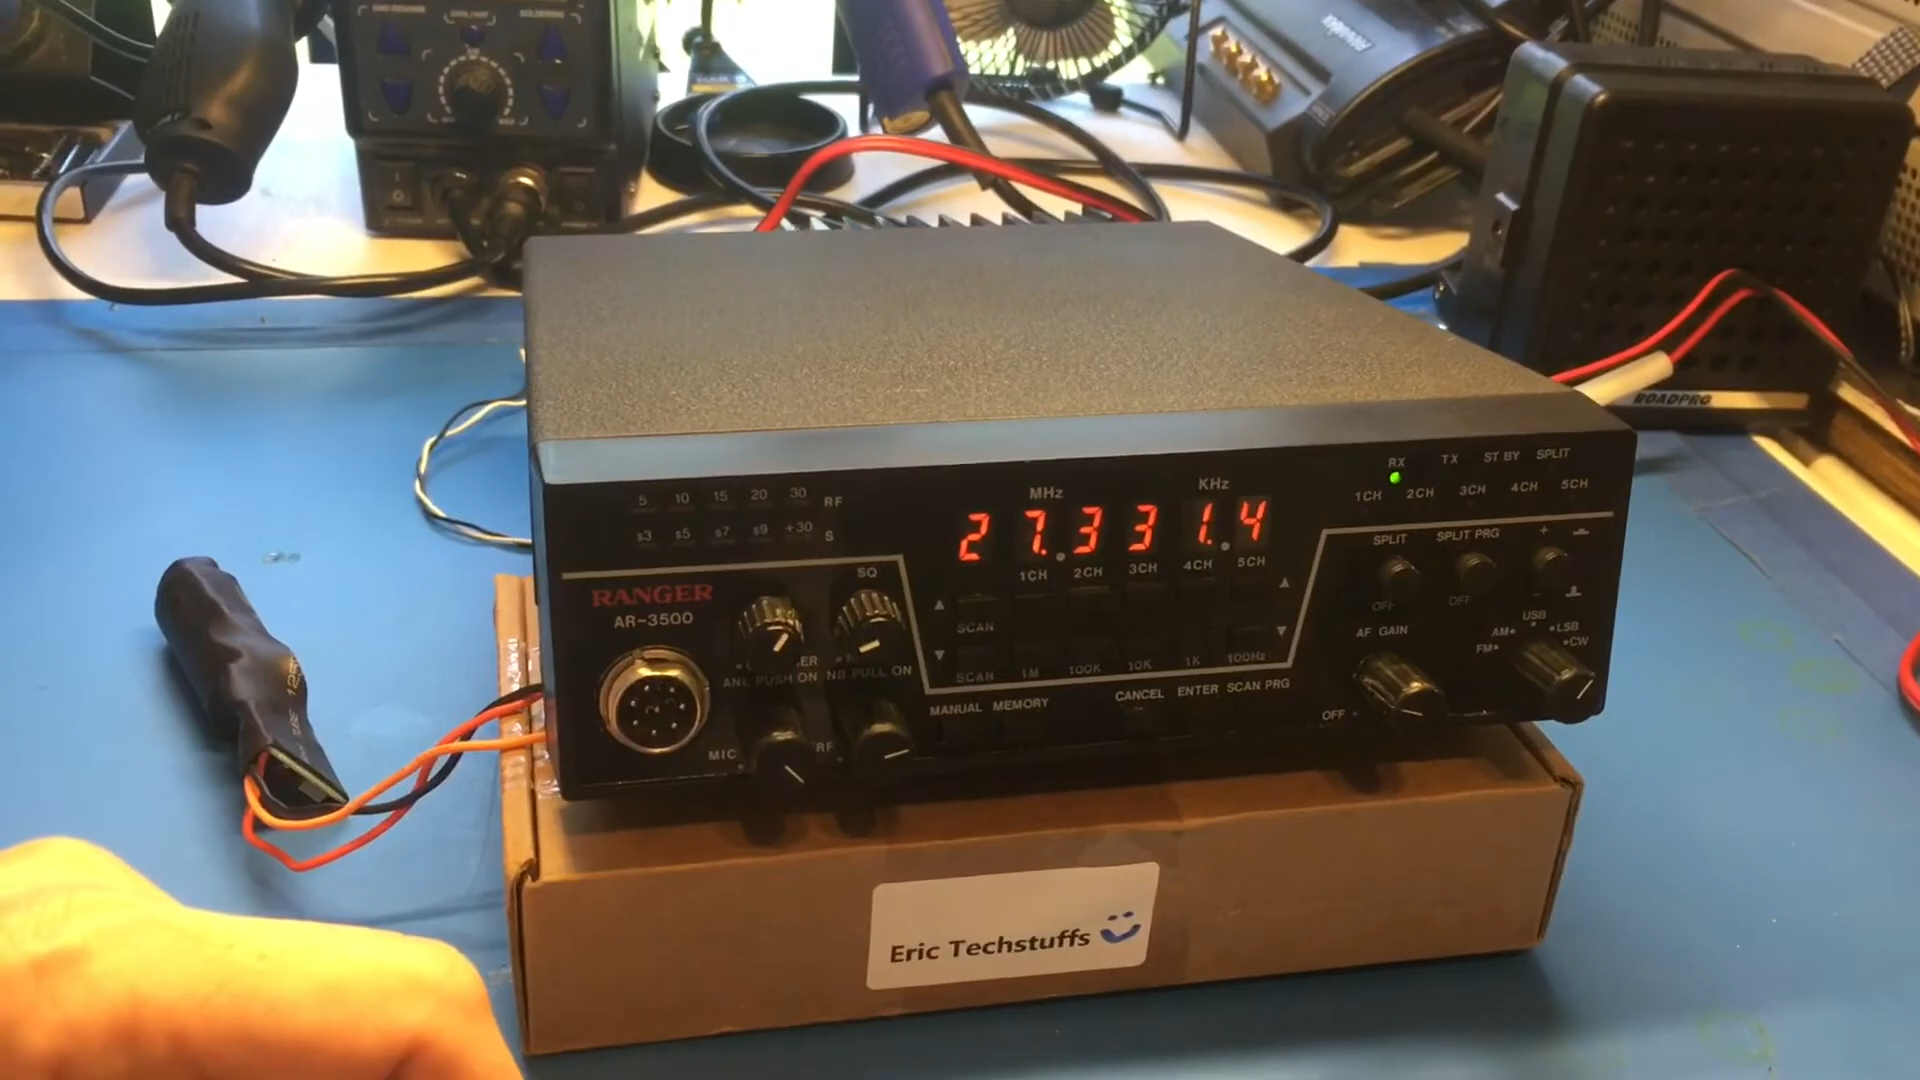 SOLDERING
ROADPRO
RX TX ST BY SPLIT
1CH 2CH 3CH 4CH 5CH
5 10 15 20 30 RF
s3 s5 s7 s9 +30 S
MHz KHz
27.331.4
1CH 2CH 3CH 4CH 5CH
SPLIT SPLIT PRG + -
OFF OFF
RANGER
AR-3500
SQ
SCAN
SCAN 1M 100K 10K 1K 100Hz
ANL PUSH ON NB PULL ON
MANUAL MEMORY CANCEL ENTER SCAN PRG
MIC RF
AF GAIN
OFF
USB
AM LSB
FM CW
Eric Techstuffs